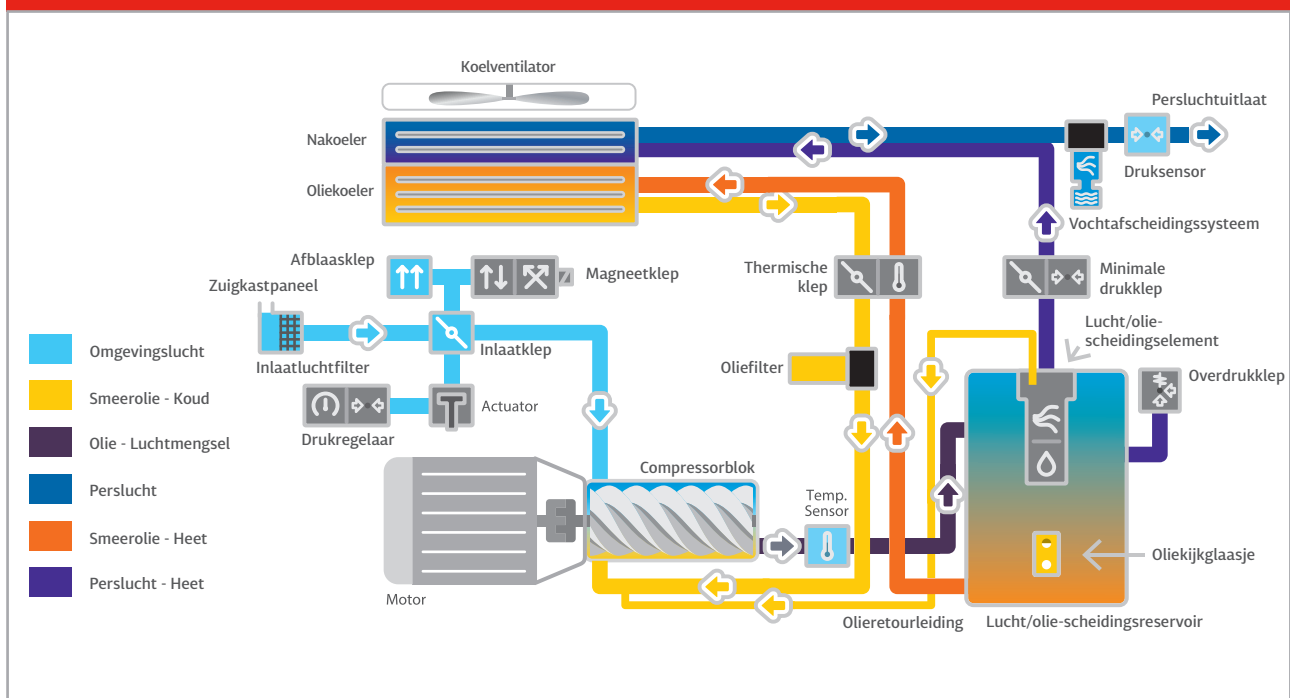 Koelventilator
Persluchtuitlaat
Nakoeler
Oliekoeler
Druksensor
Vochtafscheidingssysteem
Afblaasklep
Magneetklep
Thermische
klep
Minimale
drukklep
Zuigkastpaneel
Lucht/olie-
scheidingselement
Omgevingslucht
Inlaatklep
Inlaatluchtfilter
Oliefilter
Overdrukklep
Smeerolie - Koud
Actuator
Drukregelaar
Olie - Luchtmengsel
Compressorblok
Perslucht
Temp.
Sensor
Smeerolie - Heet
Oliekijkglaasje
Perslucht - Heet
Motor
Olieretourleiding
Lucht/olie-scheidingsreservoir